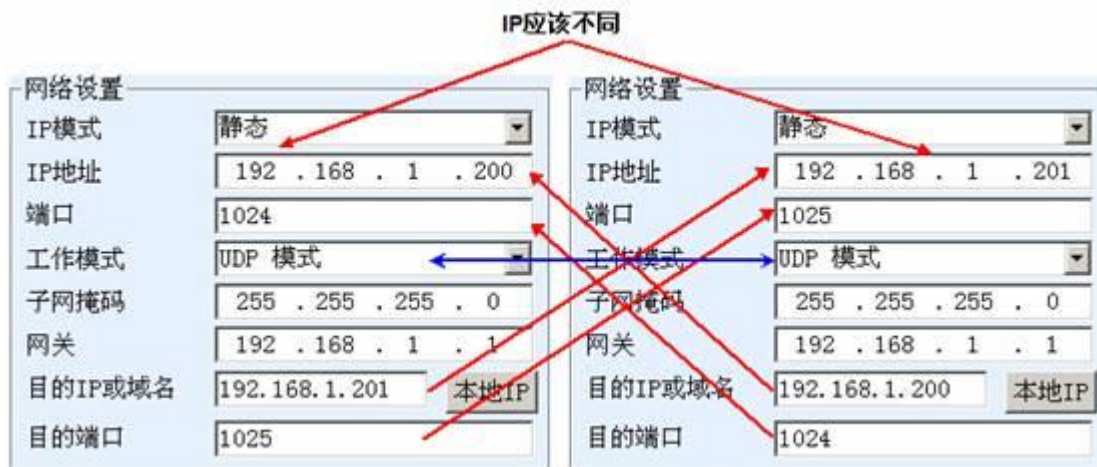 IP应该不同
网络设置
IP模式 静态
IP地址 192 .168 . 1 .200
端口 1024
工作模式 UDP 模式
子网掩码 255 .255 .255 . 0
网关 192 .168 . 1 . 1
目的IP或域名 192.168.1.201 本地IP
目的端口 1025
网络设置
IP模式 静态
IP地址 192 .168 . 1 .201
端口 1025
工作模式 UDP 模式
子网掩码 255 .255 .255 . 0
网关 192 .168 . 1 . 1
目的IP或域名 192.168.1.200 本地IP
目的端口 1024